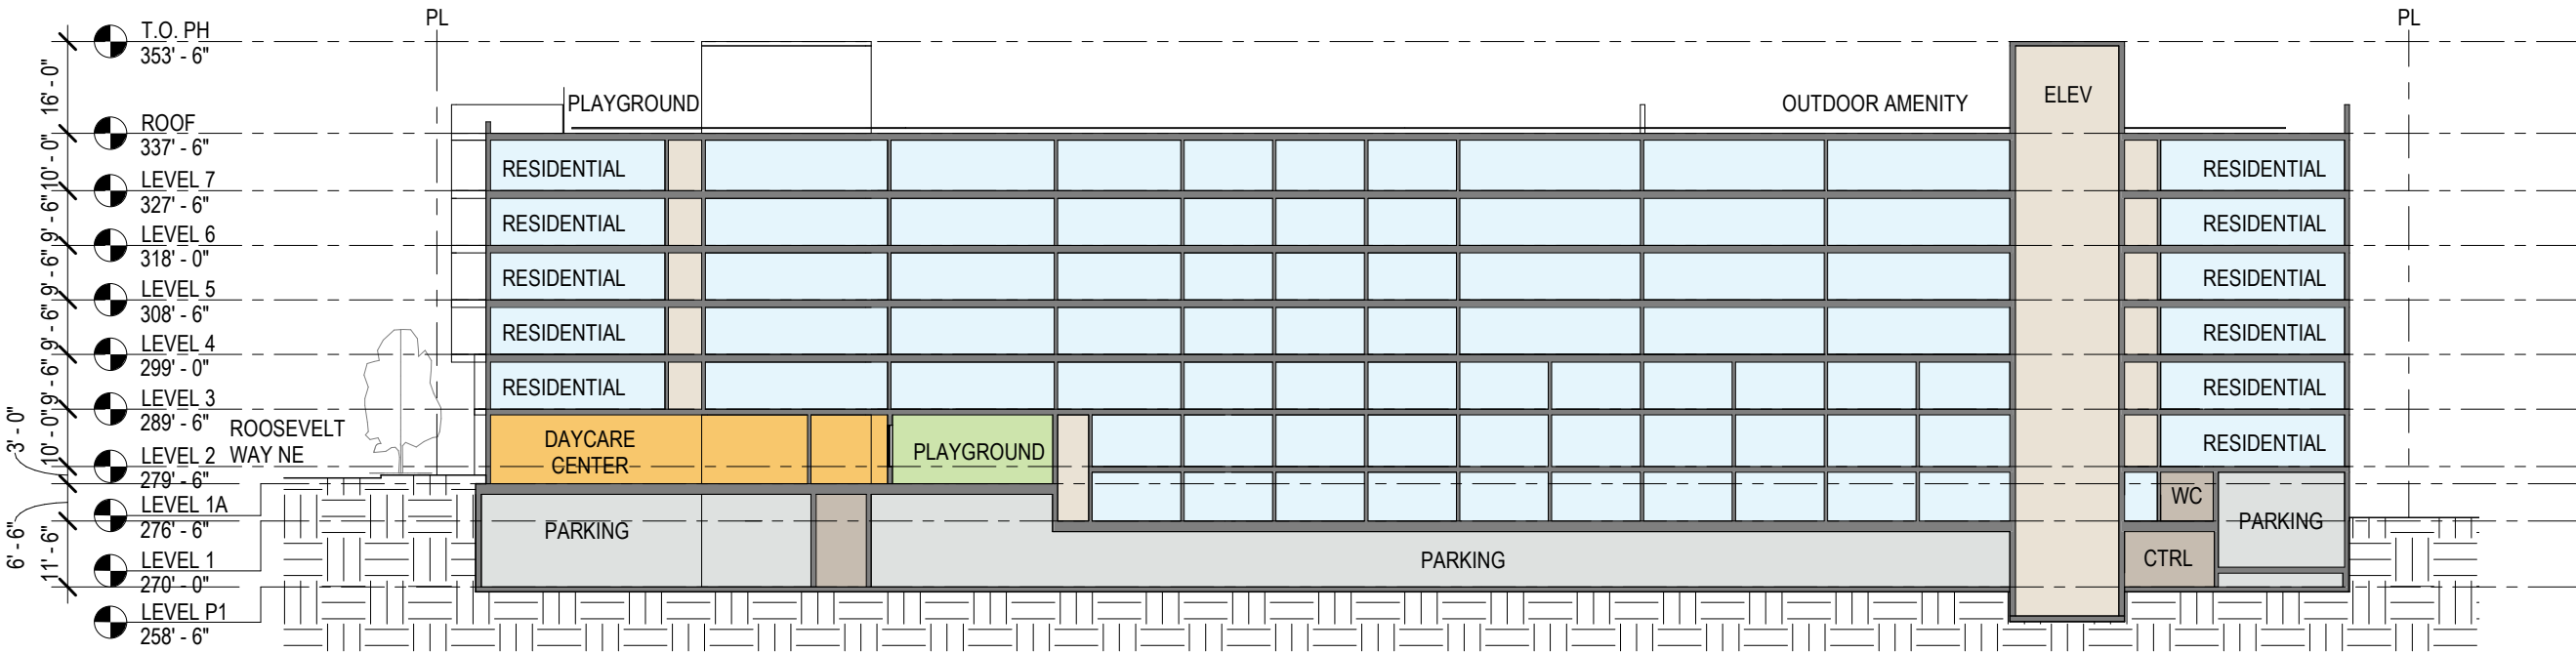 PL
PL
T.O. PH
353' - 6"
16' - 0"
PLAYGROUND
OUTDOOR AMENITY
ELEV
ROOF
337' - 6"
10' - 0"
RESIDENTIAL
RESIDENTIAL
LEVEL 7
327' - 6"
9' - 6"
RESIDENTIAL
RESIDENTIAL
LEVEL 6
318' - 0"
9' - 6"
RESIDENTIAL
RESIDENTIAL
LEVEL 5
308' - 6"
9' - 6"
RESIDENTIAL
RESIDENTIAL
LEVEL 4
299' - 0"
9' - 6"
RESIDENTIAL
RESIDENTIAL
LEVEL 3
289' - 6"
3' - 0"
10' - 0"
ROOSEVELT
WAY NE
DAYCARE
CENTER
PLAYGROUND
RESIDENTIAL
LEVEL 2
279' - 6"
LEVEL 1A
276' - 6"
WC
PARKING
PARKING
6' - 6"
11' - 6"
PARKING
CTRL
LEVEL 1
270' - 0"
LEVEL P1
258' - 6"